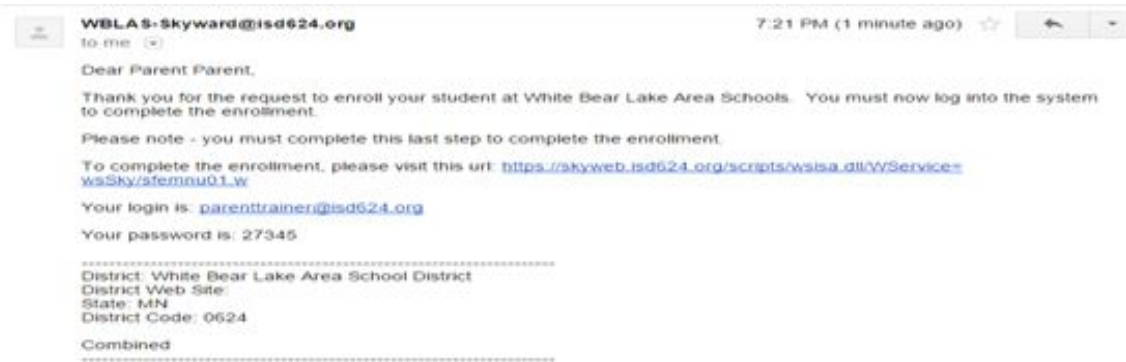 WBLAS-Skyward@isd624.org 7:21 PM (1 minute ago)
to me
Dear Parent Parent,
Thank you for the request to enroll your student at White Bear Lake Area Schools. You must now log into the system
to complete the enrollment.
Please note - you must complete this last step to complete the enrollment.
To complete the enrollment, please visit this url: https://skyweb.isd624.org/scripts/wsisa.dll/WService=
wsSky/sfemnu01.w
Your login is: parenttrainer@isd624.org
Your password is: 27345
------------------------------------------------------------------------
District: White Bear Lake Area School District
District Web Site:
State: MN
District Code: 0624
Combined
------------------------------------------------------------------------